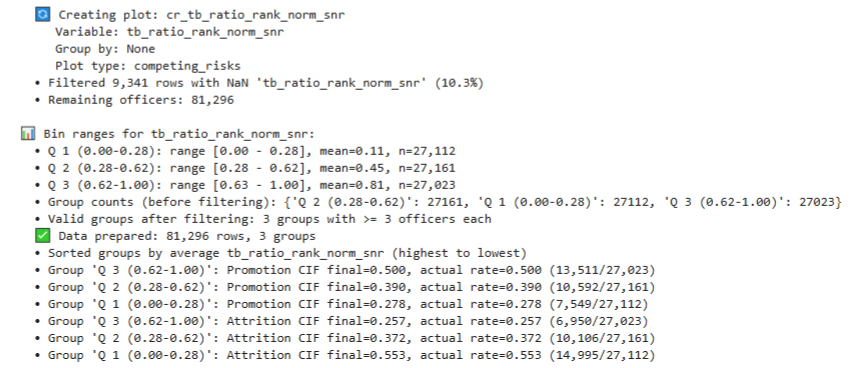 🔄 Creating plot: cr_tb_ratio_rank_norm_snr
Variable: tb_ratio_rank_norm_snr
Group by: None
Plot type: competing_risks
• Filtered 9,341 rows with NaN 'tb_ratio_rank_norm_snr' (10.3%)
• Remaining officers: 81,296
📊 Bin ranges for tb_ratio_rank_norm_snr:
• Q 1 (0.00-0.28): range [0.00 - 0.28], mean=0.11, n=27,112
• Q 2 (0.28-0.62): range [0.28 - 0.62], mean=0.45, n=27,161
• Q 3 (0.62-1.00): range [0.63 - 1.00], mean=0.81, n=27,023
• Group counts (before filtering): {'Q 2 (0.28-0.62)': 27161, 'Q 1 (0.00-0.28)': 27112, 'Q 3 (0.62-1.00)': 27023}
• Valid groups after filtering: 3 groups with >= 3 officers each
✅ Data prepared: 81,296 rows, 3 groups
• Sorted groups by average tb_ratio_rank_norm_snr (highest to lowest)
• Group 'Q 3 (0.62-1.00)': Promotion CIF final=0.500, actual rate=0.500 (13,511/27,023)
• Group 'Q 2 (0.28-0.62)': Promotion CIF final=0.390, actual rate=0.390 (10,592/27,161)
• Group 'Q 1 (0.00-0.28)': Promotion CIF final=0.278, actual rate=0.278 (7,549/27,112)
• Group 'Q 3 (0.62-1.00)': Attrition CIF final=0.257, actual rate=0.257 (6,950/27,023)
• Group 'Q 2 (0.28-0.62)': Attrition CIF final=0.372, actual rate=0.372 (10,106/27,161)
• Group 'Q 1 (0.00-0.28)': Attrition CIF final=0.553, actual rate=0.553 (14,995/27,112)